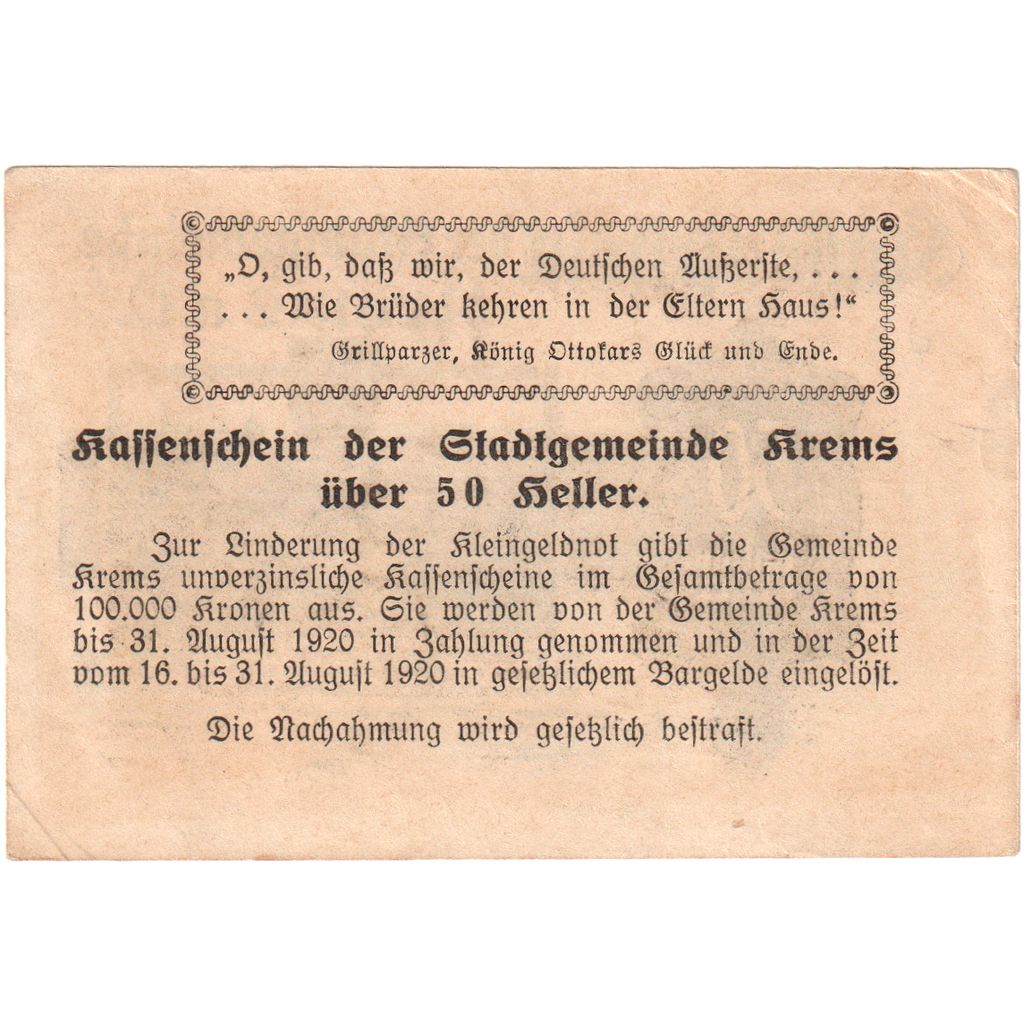 „O, gib, daß wir, der Deutschen Äußerste, . . .
. . . Wie Brüder kehren in der Eltern Haus!“
Grillparzer, König Ottokars Glück und Ende.
Kassenschein der Stadtgemeinde Krems
über 50 Heller.
Zur Linderung der Kleingeldnot gibt die Gemeinde
Krems unverzinsliche Kassenscheine im Gesamtbetrage von
100.000 Kronen aus. Sie werden von der Gemeinde Krems
bis 31. August 1920 in Zahlung genommen und in der Zeit
vom 16. bis 31. August 1920 in gesetzlichem Bargelde eingelöst.
Die Nachahmung wird gesetzlich bestraft.